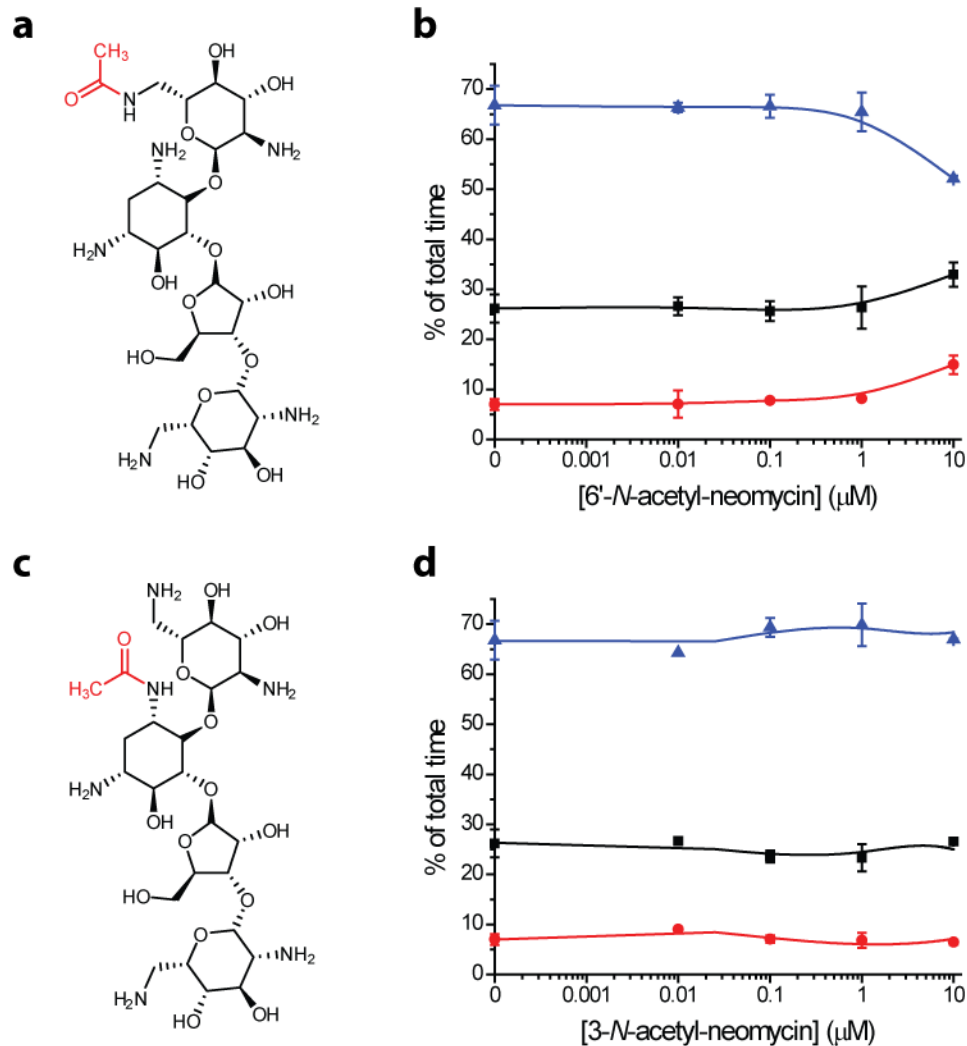 a
CH3
O
N
H
OH
OH
O
NH2
NH2
O
H2N
OH
O
O
OH
HO
O
O
NH2
H2N
HO
OH
b
% of total time
70
60
50
40
30
20
10
0
0 0.001 0.01 0.1 1 10
[6'-N-acetyl-neomycin] (μM)
c
NH2
OH
OH
O
O
H3C
NH
NH2
O
H2N
OH
O
O
OH
HO
O
O
NH2
H2N
HO
OH
d
% of total time
70
60
50
40
30
20
10
0
0 0.001 0.01 0.1 1 10
[3-N-acetyl-neomycin] (μM)